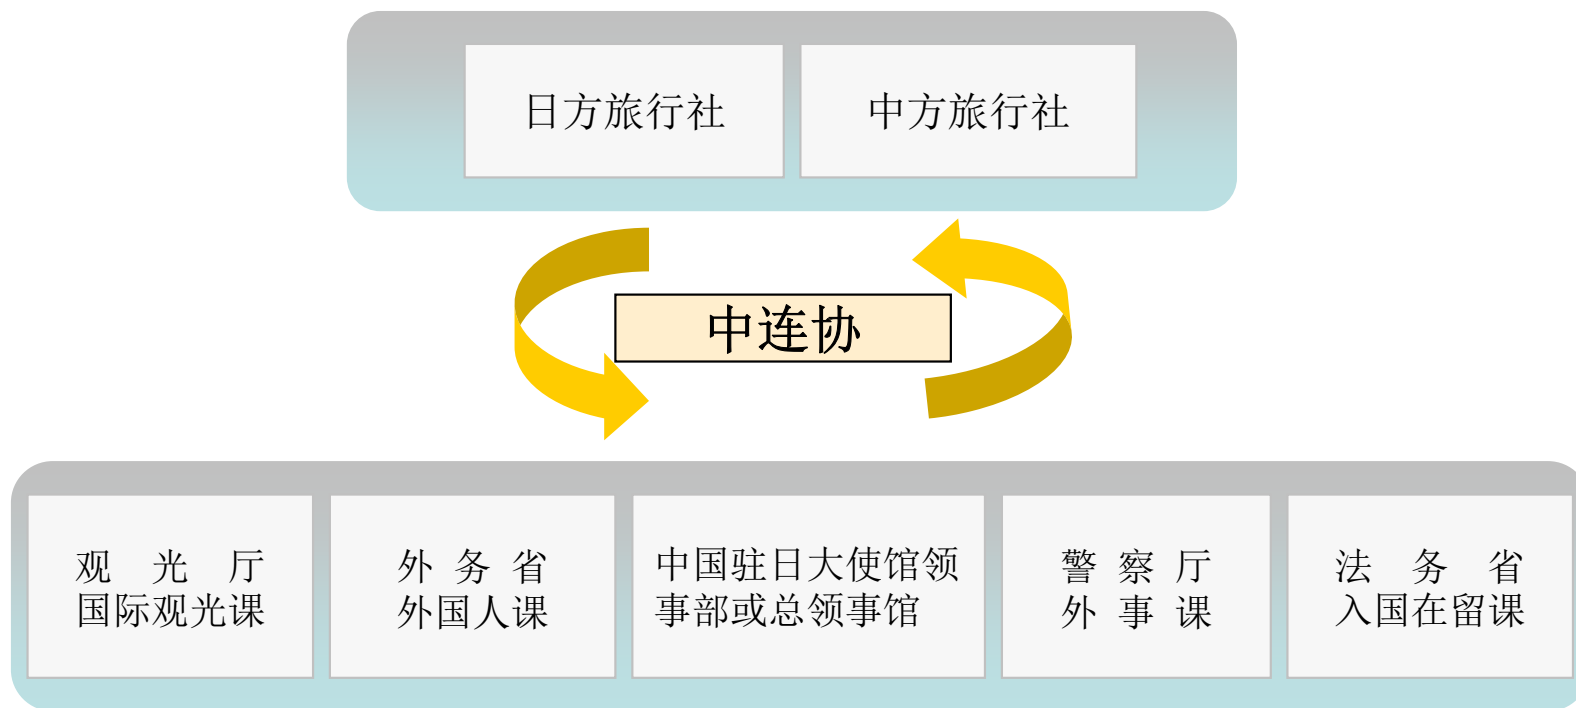 日方旅行社
中方旅行社
中连协
观光厅
国际观光课
外务省
外国人课
中国驻日大使馆领
事部或总领事馆
警察厅
外事课
法务省
入国在留课